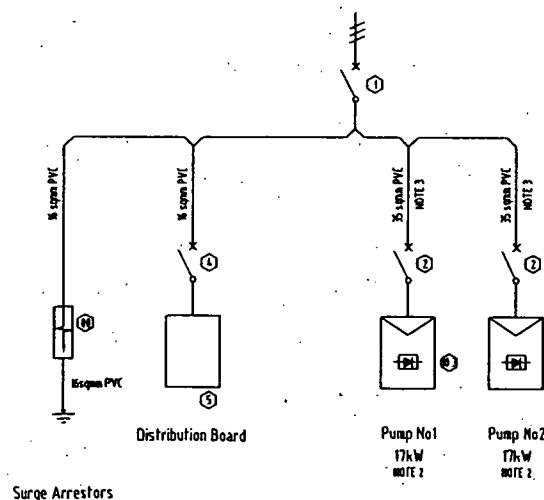 1
16 sqmm PVC
16 sqmm PVC
35 sqmm PVC
NOTE 3
35 sqmm PVC
NOTE 3
4
2
2
16sqmm PVC
5
Distribution Board
Pump No1
17kW
NOTE 2
Pump No2
17kW
NOTE 2
Surge Arrestors